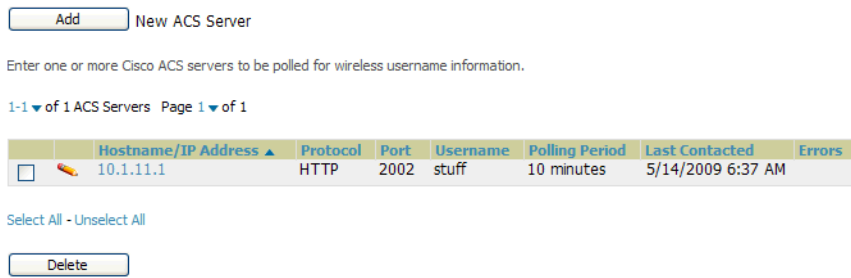 Add New ACS Server
Enter one or more Cisco ACS servers to be polled for wireless username information.
1-1 of 1 ACS Servers Page 1 of 1
Hostname/IP Address Protocol Port Username Polling Period Last Contacted Errors
10.1.11.1 HTTP 2002 stuff 10 minutes 5/14/2009 6:37 AM
Select All - Unselect All
Delete